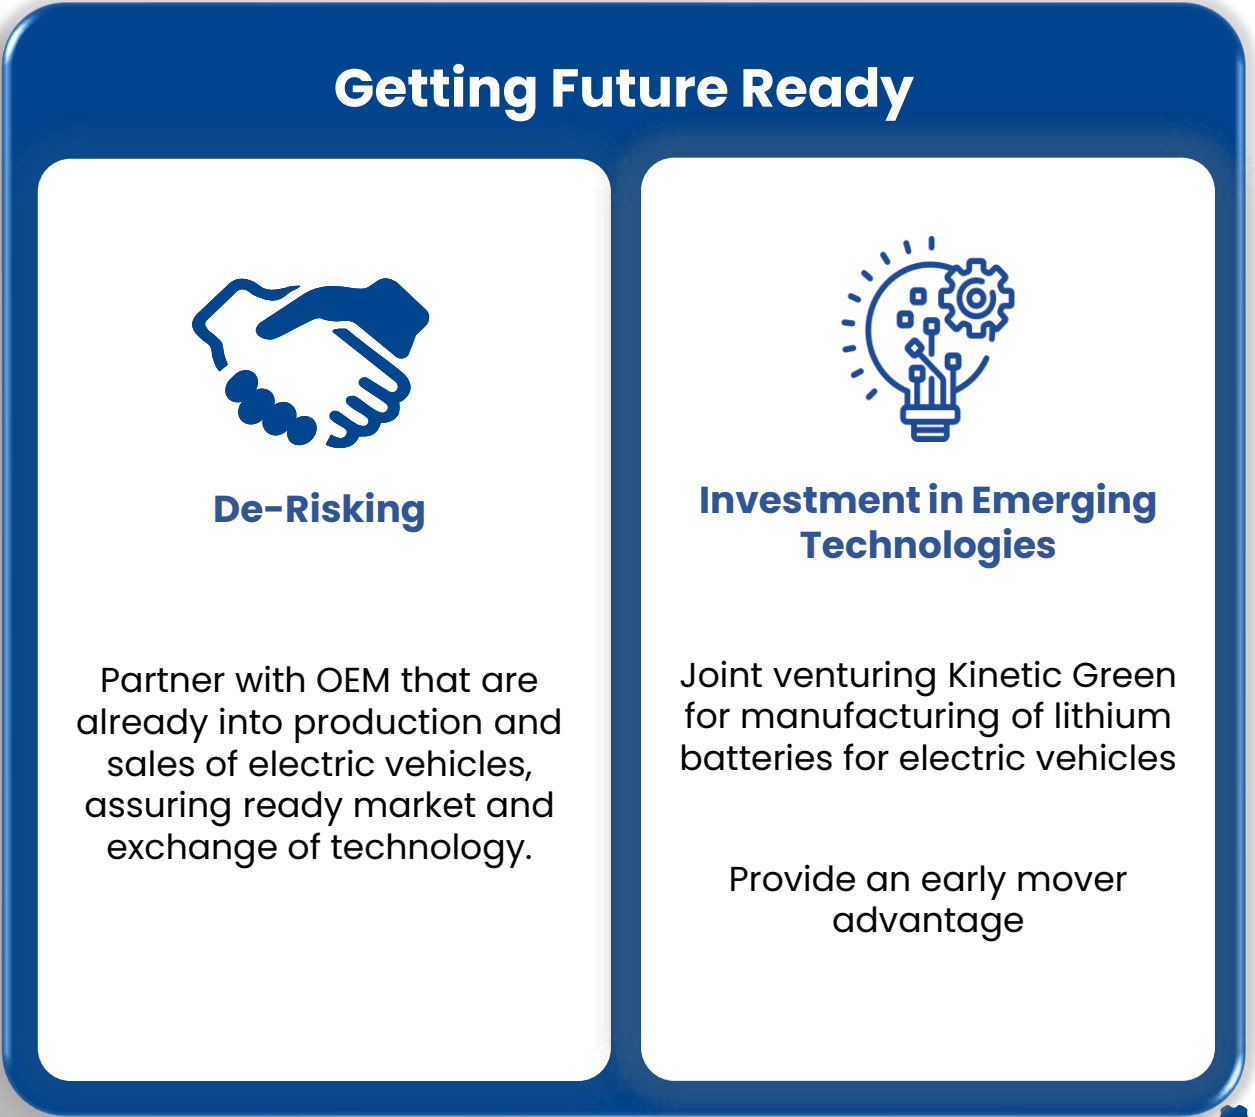 Getting Future Ready
De-Risking
Partner with OEM that are
already into production and
sales of electric vehicles,
assuring ready market and
exchange of technology.
Investment in Emerging
Technologies
Joint venturing Kinetic Green
for manufacturing of lithium
batteries for electric vehicles
Provide an early mover
advantage